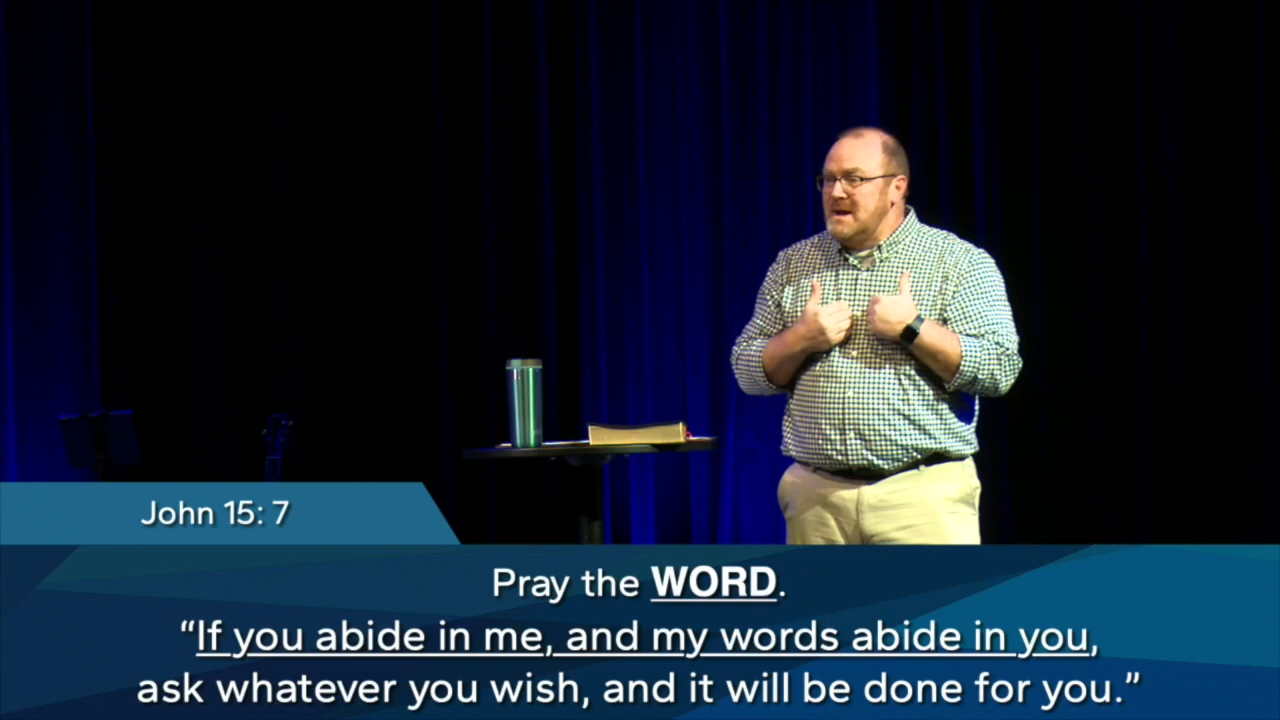 John 15: 7
Pray the WORD.
“If you abide in me, and my words abide in you,
ask whatever you wish, and it will be done for you.”